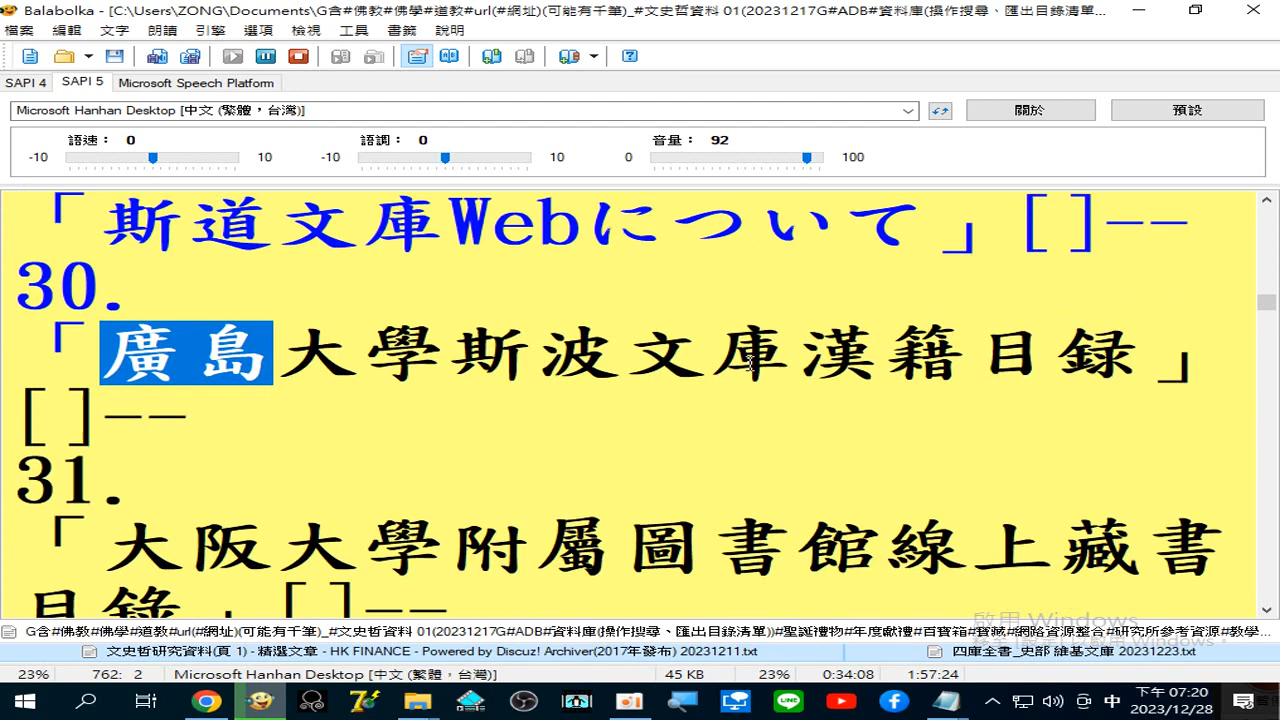 Balabolka - [C:\Users\ZONG\Documents\G含#佛教#佛學#道教#url(#網址)(可能有千筆)_#文史哲資料 01(20231217G#ADB#資料庫(操作搜尋、匯出目錄清單...
檔案 編輯 文字 朗讀 引擎 選項 檢視 工具 書籤 說明
SAPI 4 SAPI 5 Microsoft Speech Platform
Microsoft Hanhan Desktop [中文 (繁體，台灣)] 關於 預設
語速： 0 語調： 0 音量： 92
-10 10 -10 10 0 100
「斯道文庫Webについて」[]--
30.
「廣島大學斯波文庫漢籍目録」
[]--
31.
「大阪大學附屬圖書館線上藏書
目錄」[]--
啟用 Windows
G含#佛教#佛學#道教#url(#網址)(可能有千筆)_#文史哲資料 01(20231217G#ADB#資料庫(操作搜尋、匯出目錄清單))#聖誕禮物#年度獻禮#百寶箱#寶城#網路資源整合#研究所參考資源#教學...
文史哲研究資料(頁 1) - 精選文章 - HK FINANCE - Powered by Discuz! Archiver(2017年發布) 20231211.txt 四庫全書_史部 維基文庫 20231223.txt
23% 762: 2 Microsoft Hanhan Desktop [中文 (繁體，台灣)] 45 KB 23% 0:34:08 1:57:24
中 下午 07:20
2023/12/28